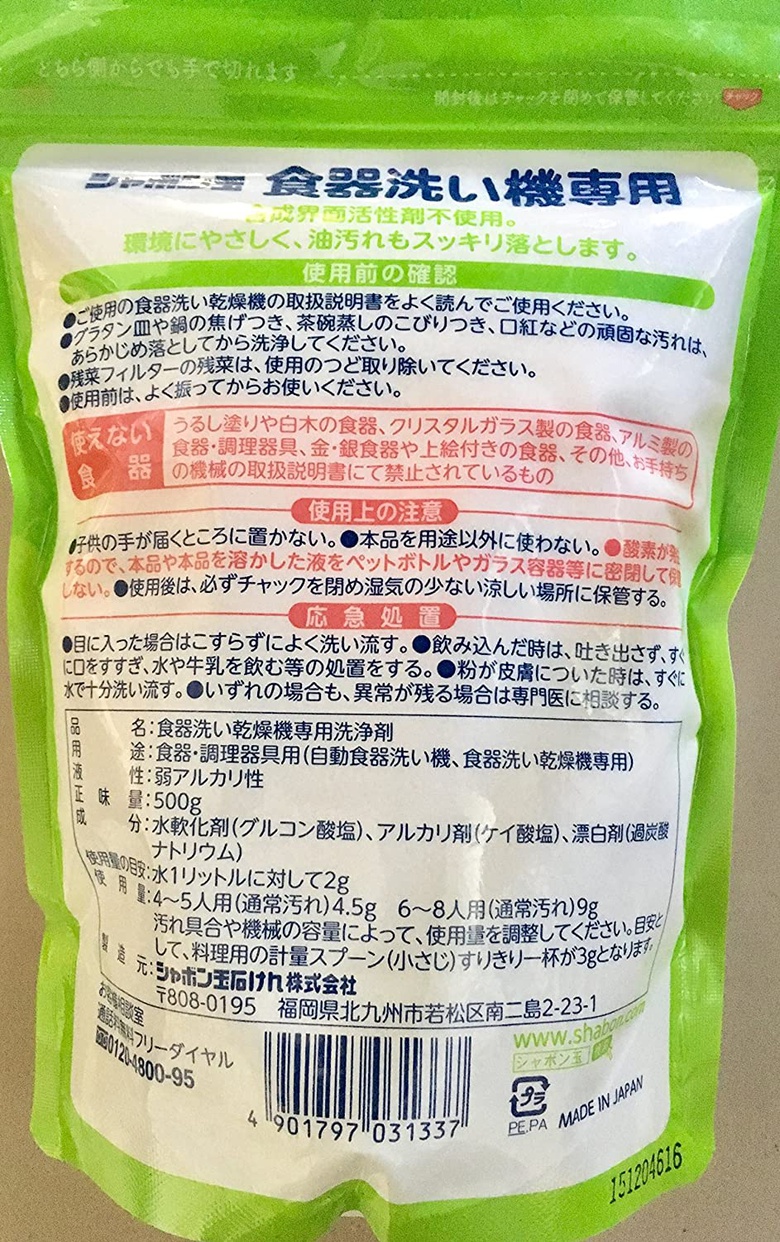 どちら側からでも手で切れます
開封後はチャックを閉めて保管してください
チャック
シャボン玉 食器洗い機専用
合成界面活性剤不使用。
環境にやさしく、油汚れもスッキリ落とします。
使用前の確認
●ご使用の食器洗い乾燥機の取扱説明書をよく読んでご使用ください。
●グラタン皿や鍋の焦げつき、茶碗蒸しのこびりつき、口紅などの頑固な汚れは、
あらかじめ落としてから洗浄してください。
●残菜フィルターの残菜は、使用のつど取り除いてください。
●使用前は、よく振ってからお使いください。
使えない
食器
うるし塗りや白木の食器、クリスタルガラス製の食器、アルミ製の
食器・調理器具、金・銀食器や上絵付きの食器、その他、お手持ち
の機械の取扱説明書にて禁止されているもの
使用上の注意
●子供の手が届くところに置かない。●本品を用途以外に使わない。●酸素が発
するので、本品や本品を溶かした液をペットボトルやガラス容器等に密閉して保
しない。●使用後は、必ずチャックを閉め湿気の少ない涼しい場所に保管する。
応急処置
●目に入った場合はこすらずによく洗い流す。●飲み込んだ時は、吐き出さず、すぐ
に口をすすぎ、水や牛乳を飲む等の処置をする。●粉が皮膚についた時は、すぐに
水で十分洗い流す。●いずれの場合も、異常が残る場合は専門医に相談する。
品名:食器洗い乾燥機専用洗浄剤
用途:食器・調理器具用(自動食器洗い機、食器洗い乾燥機専用)
液性:弱アルカリ性
正味量:500g
成分:水軟化剤(グルコン酸塩)、アルカリ剤(ケイ酸塩)、漂白剤(過炭酸
ナトリウム)
使用量の目安:水1リットルに対して2g
使用量:4〜5人用(通常汚れ)4.5g 6〜8人用(通常汚れ)9g
汚れ具合や機械の容量によって、使用量を調整してください。目安と
して、料理用の計量スプーン(小さじ)すりきり一杯が3gとなります。
製造元:シャボン玉石けん株式会社
〒808-0195 福岡県北九州市若松区南二島2-23-1
お客様相談室
通話料無料フリーダイヤル
0120-4800-95
www.shabon.com
シャボン玉 検索
4 901797 031337
プラ
PE,PA
MADE IN JAPAN
151204616